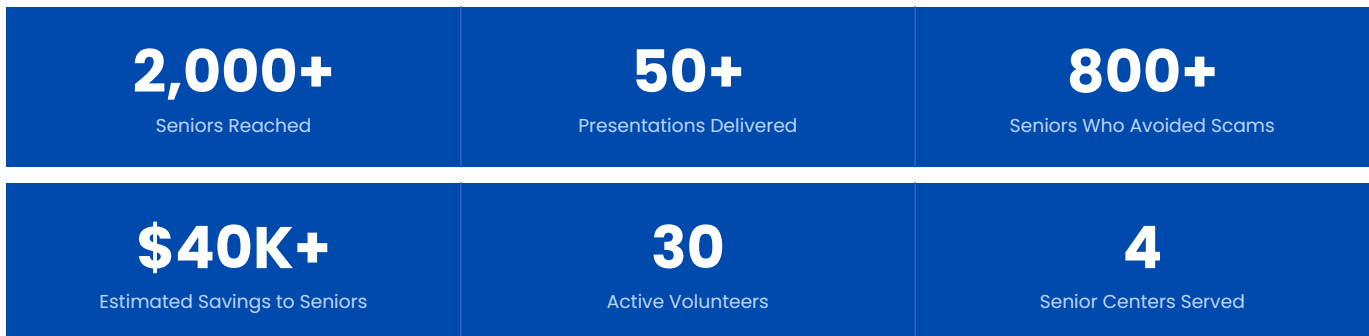 2,000+ 50+ 800+
Seniors Reached Presentations Delivered Seniors Who Avoided Scams
$40K+ 30 4
Estimated Savings to Seniors Active Volunteers Senior Centers Served